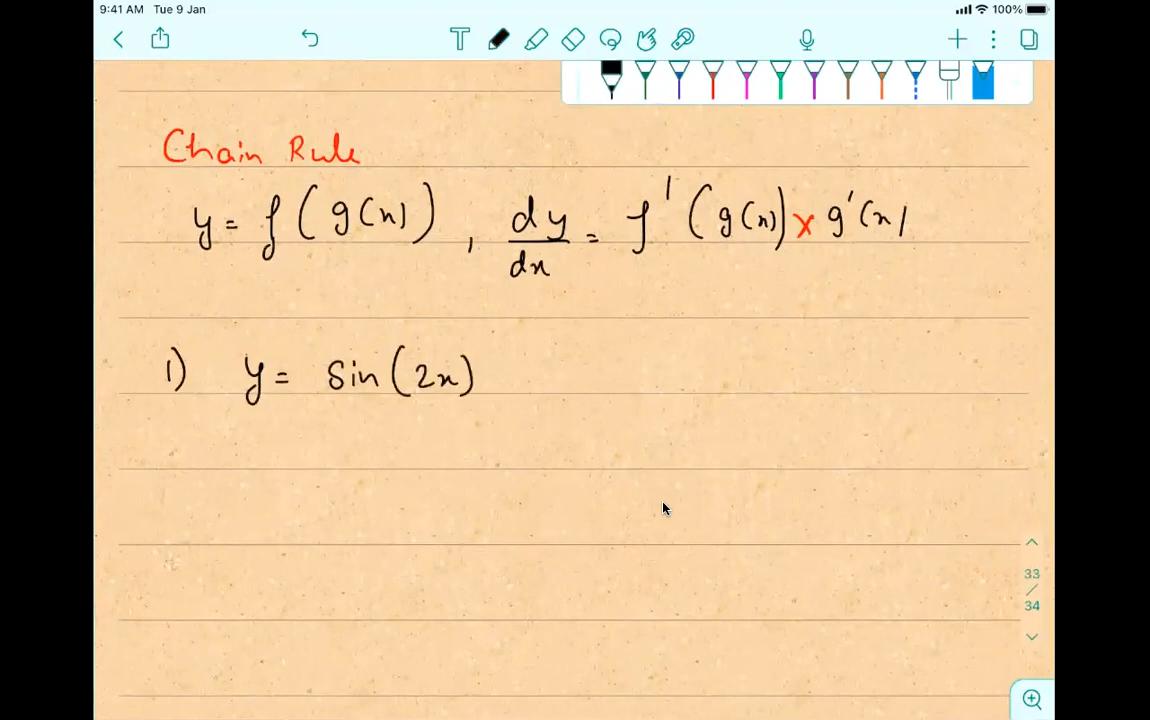 9:41 AM Tue 9 Jan 100%
Chain Rule
y = f(g(x)), dy/dx = f'(g(x)) × g'(x)
1) y = sin(2x)
33
/
34